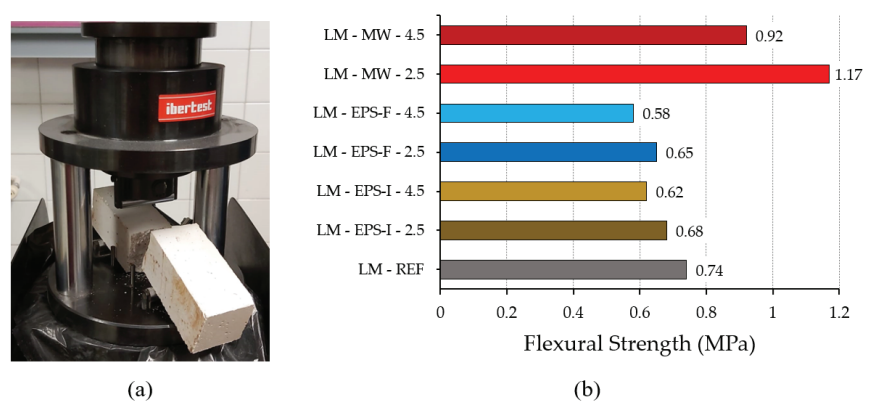 ibertest
(a)
LM - MW - 4.5
0.92
LM - MW - 2.5
1.17
LM - EPS-F - 4.5
0.58
LM - EPS-F - 2.5
0.65
LM - EPS-I - 4.5
0.62
LM - EPS-I - 2.5
0.68
LM - REF
0.74
0 0.2 0.4 0.6 0.8 1 1.2
Flexural Strength (MPa)
(b)